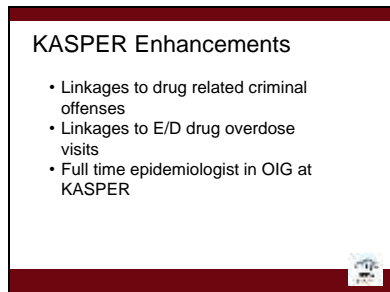 KASPER Enhancements
• Linkages to drug related criminal
offenses
• Linkages to E/D drug overdose
visits
• Full time epidemiologist in OIG at
KASPER